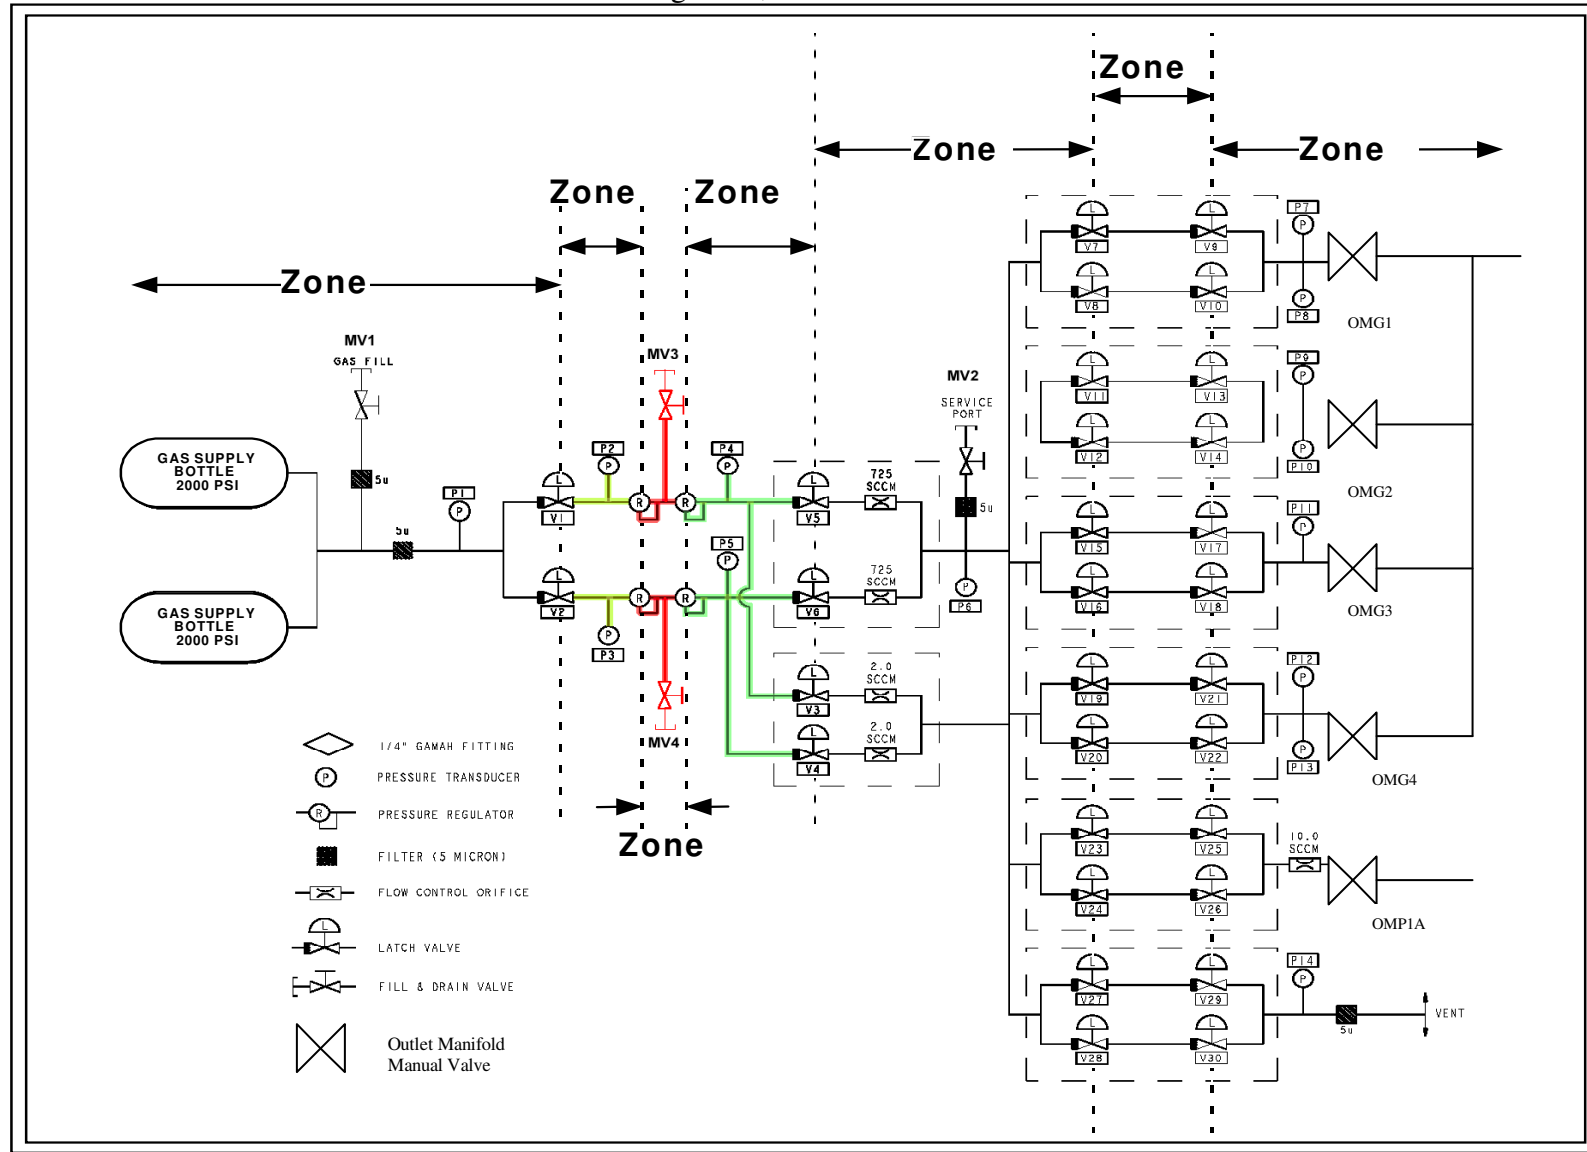 Zone
Zone
Zone
Zone
Zone
Zone
MV1
GAS FILL
MV3
MV2
SERVICE
PORT
GAS SUPPLY
BOTTLE
2000 PSI
GAS SUPPLY
BOTTLE
2000 PSI
5u
5u
P1
P
L
V1
L
V2
P2
P
P3
P
R
R
R
R
P4
P
P5
P
MV4
Zone
L
V5
725
SCCM
L
V6
725
SCCM
L
V3
2.0
SCCM
L
V4
2.0
SCCM
5u
P
P6
L
V7
L
V9
L
V8
L
V10
P7
P
P
P8
OMG1
L
V11
L
V13
L
V12
L
V14
P9
P
P
P10
OMG2
L
V15
L
V17
L
V16
L
V18
P11
P
OMG3
L
V19
L
V21
L
V20
L
V22
P12
P
P
P13
OMG4
L
V23
L
V25
L
V24
L
V26
10.0
SCCM
OMP1A
L
V27
L
V29
L
V28
L
V30
P14
P
5u
VENT
1/4" GAMAH FITTING
P PRESSURE TRANSDUCER
R PRESSURE REGULATOR
FILTER (5 MICRON)
FLOW CONTROL ORIFICE
L LATCH VALVE
FILL & DRAIN VALVE
Outlet Manifold
Manual Valve